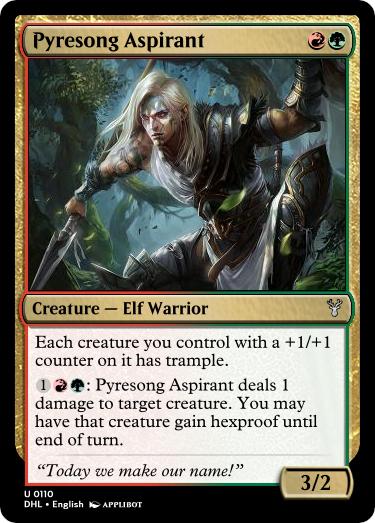 Pyresong Aspirant
Creature — Elf Warrior
Each creature you control with a +1/+1
counter on it has trample.
1: Pyresong Aspirant deals 1
damage to target creature. You may
have that creature gain hexproof until
end of turn.
“Today we make our name!”
3/2
U 0110
DHL • English APPLIBOT